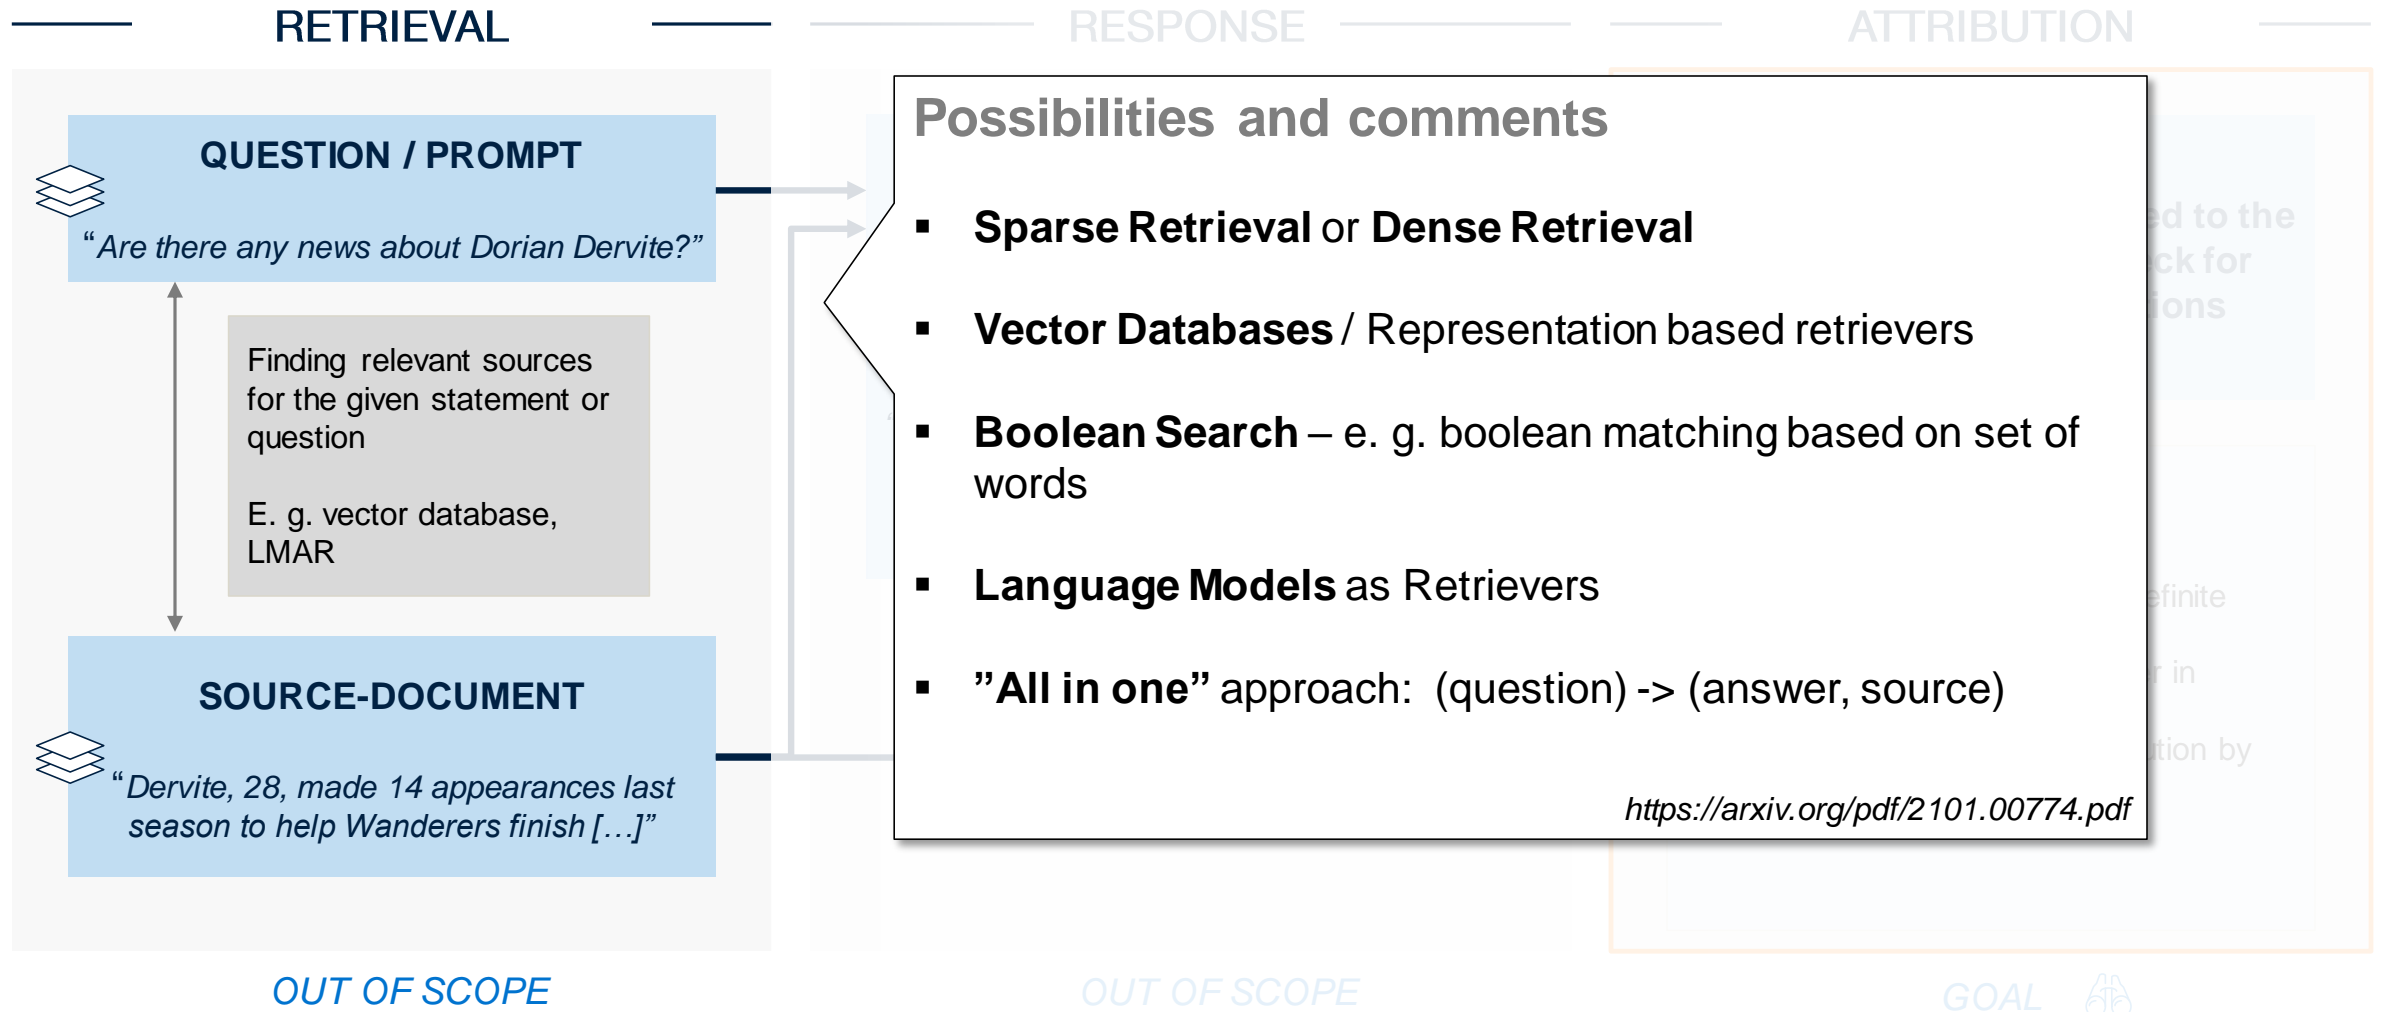 RETRIEVAL
RESPONSE
ATTRIBUTION
QUESTION / PROMPT
“Are there any news about Dorian Dervite?”
Finding relevant sources
for the given statement or
question
E. g. vector database,
LMAR
SOURCE-DOCUMENT
“Dervite, 28, made 14 appearances last
season to help Wanderers finish […]”
OUT OF SCOPE
Possibilities and comments
▪ Sparse Retrieval or Dense Retrieval
▪ Vector Databases / Representation based retrievers
▪ Boolean Search – e. g. boolean matching based on set of
words
▪ Language Models as Retrievers
▪ ”All in one” approach: (question) -> (answer, source)
https://arxiv.org/pdf/2101.00774.pdf
to the
for
by
OUT OF SCOPE
GOAL